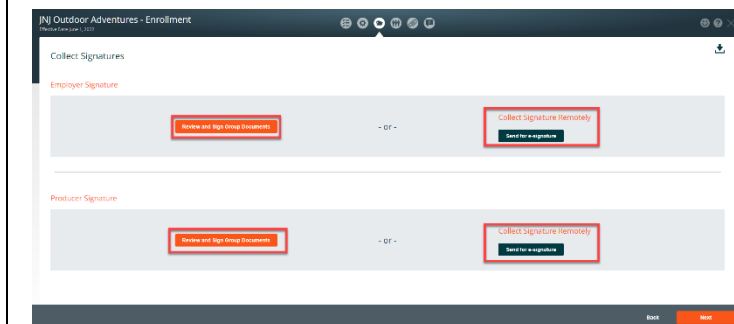 JNJ Outdoor Adventures - Enrollment
Effective Date June 1, 2022
Collect Signatures
Employer Signature
Review and Sign Group Documents
- or -
Collect Signature Remotely
Send for e-signature
Producer Signature
Review and Sign Group Documents
- or -
Collect Signature Remotely
Send for e-signature
Back
Next